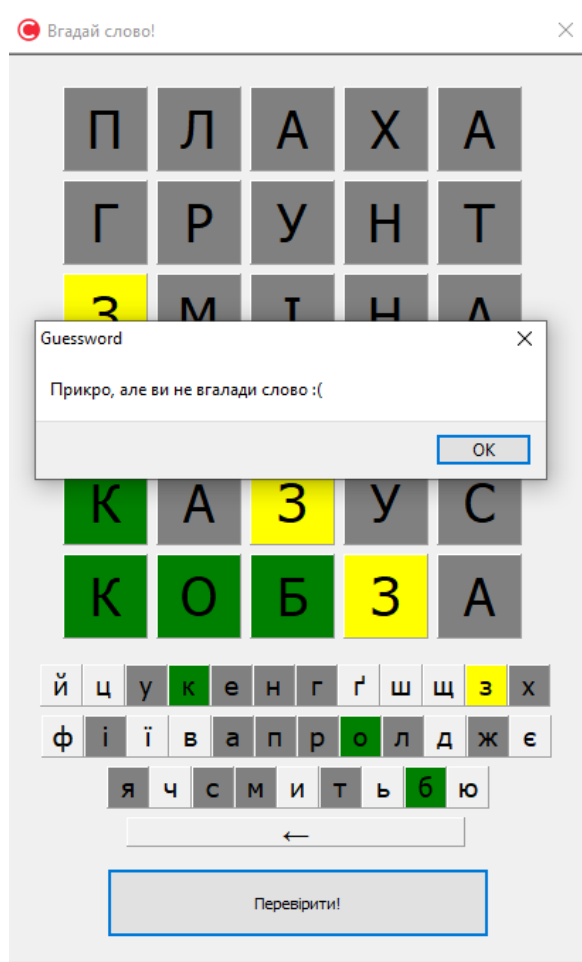 Вгадай слово!
П Л А Х А
Г Р У Н Т
З М І Н А
Guessword
Прикро, але ви не вгалади слово :(
OK
К А З У С
К О Б З А
й ц у к е н г ґ ш щ з х
ф і ї в а п р о л д ж є
я ч с м и т ь б ю
←
Перевірити!